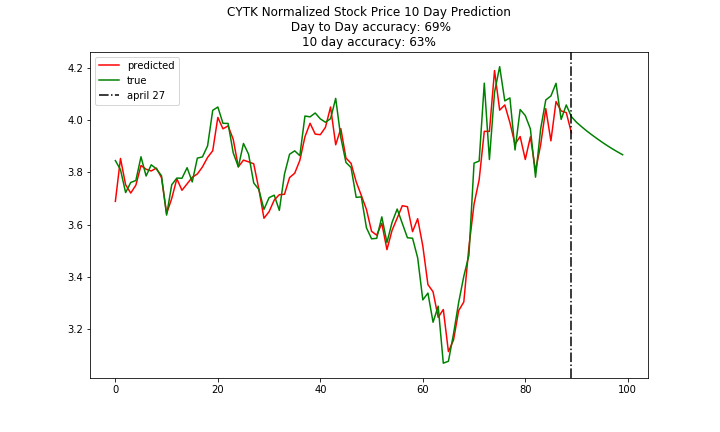 CYTK Normalized Stock Price 10 Day Prediction
Day to Day accuracy: 69%
10 day accuracy: 63%
predicted
true
april 27
4.2
4.0
3.8
3.6
3.4
3.2
0 20 40 60 80 100